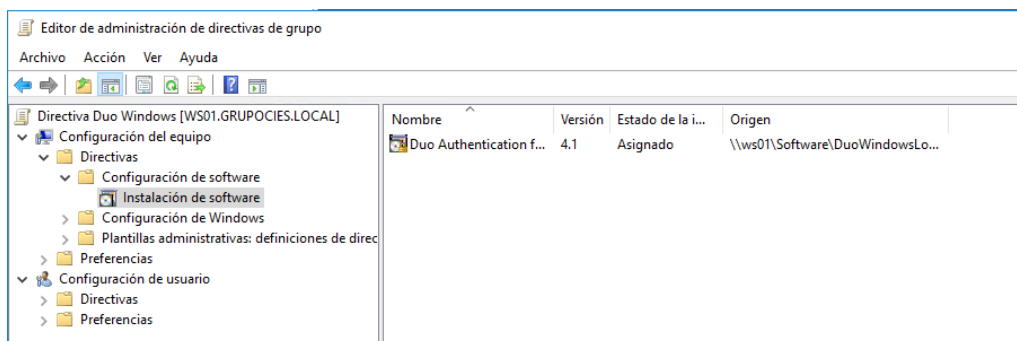 Editor de administración de directivas de grupo
Archivo Acción Ver Ayuda
Directiva Duo Windows [WS01.GRUPOCIES.LOCAL]
Configuración del equipo
Directivas
Configuración de software
Instalación de software
Configuración de Windows
Plantillas administrativas: definiciones de direc
Preferencias
Configuración de usuario
Directivas
Preferencias
Nombre Versión Estado de la i... Origen
Duo Authentication f... 4.1 Asignado \\ws01\Software\DuoWindowsLo...